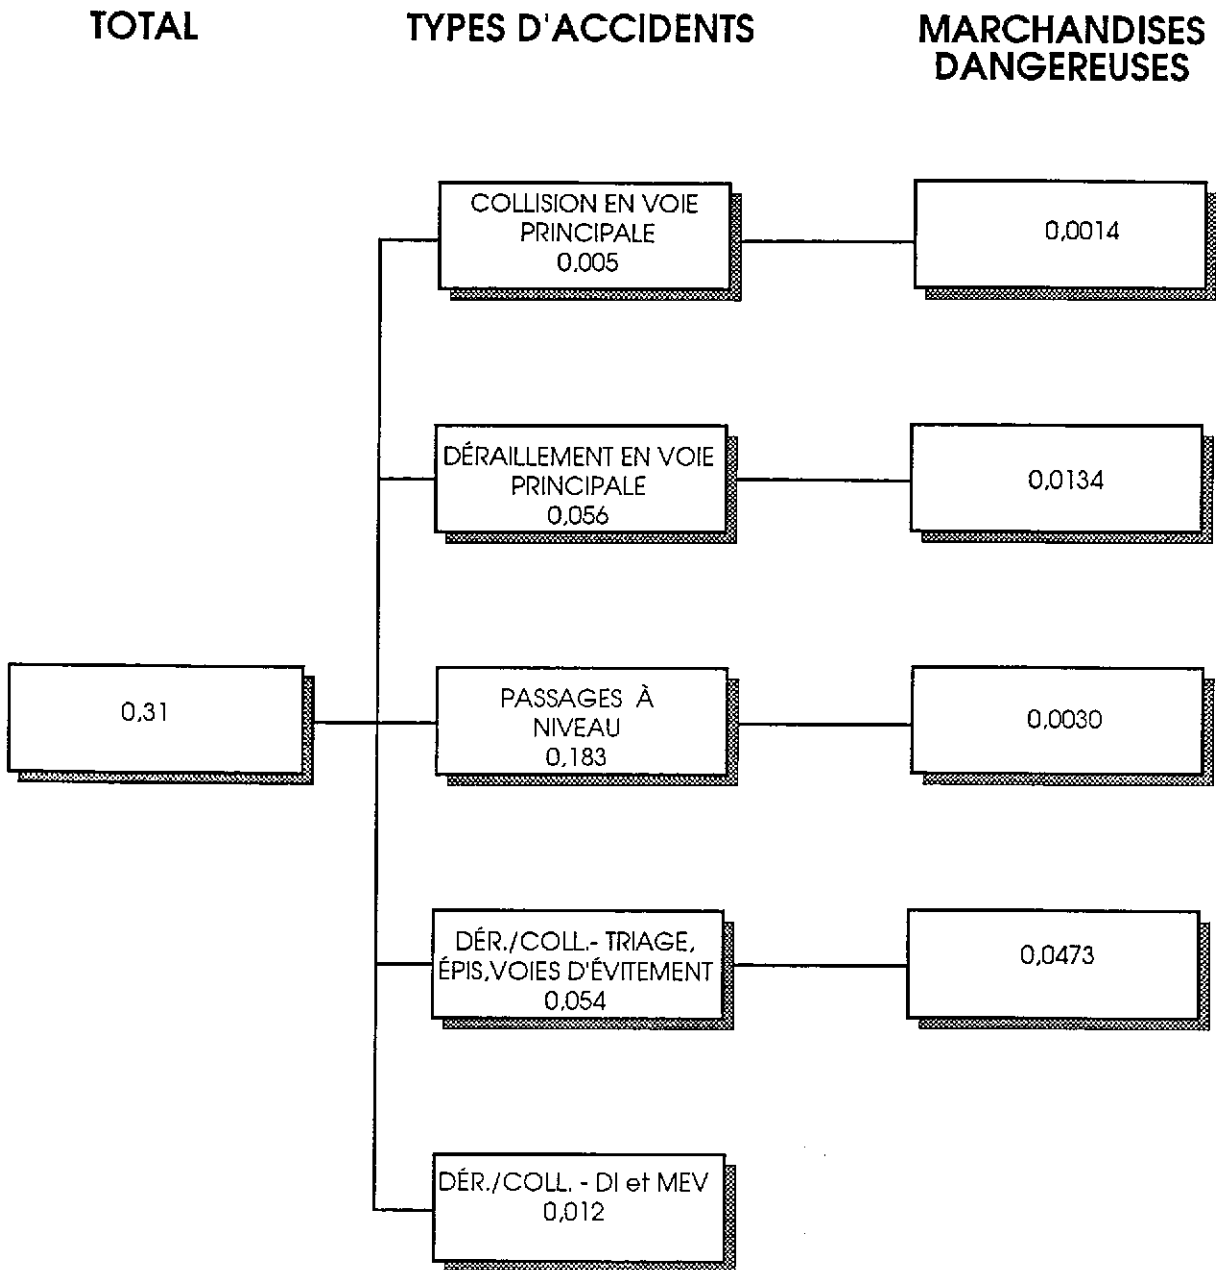 TOTAL
TYPES D'ACCIDENTS
MARCHANDISES
DANGEREUSES
COLLISION EN VOIE
PRINCIPALE
0,005
0,0014
DÉRAILLEMENT EN VOIE
PRINCIPALE
0,056
0,0134
0,31
PASSAGES À
NIVEAU
0,183
0,0030
DÉR./COLL.- TRIAGE,
ÉPIS,VOIES D'ÉVITEMENT
0,054
0,0473
DÉR./COLL. - DI et MEV
0,012